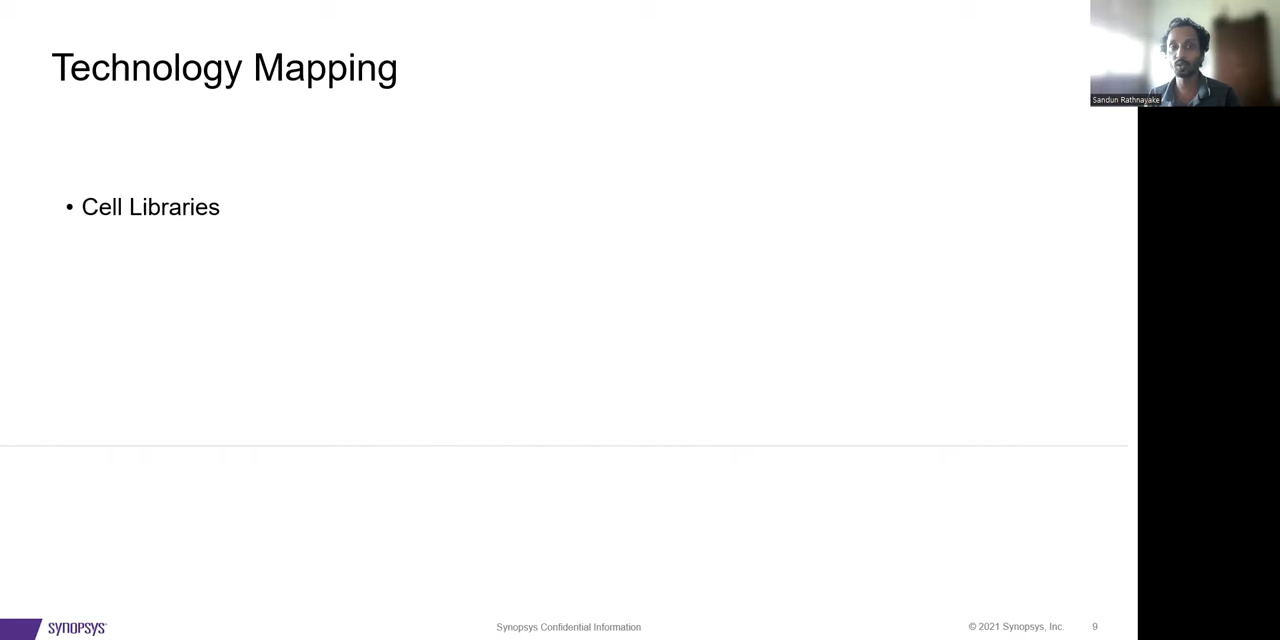 Technology Mapping
Sandun Rathnayake
• Cell Libraries
SYNOPSYS
Synopsys Confidential Information
© 2021 Synopsys, Inc.
9